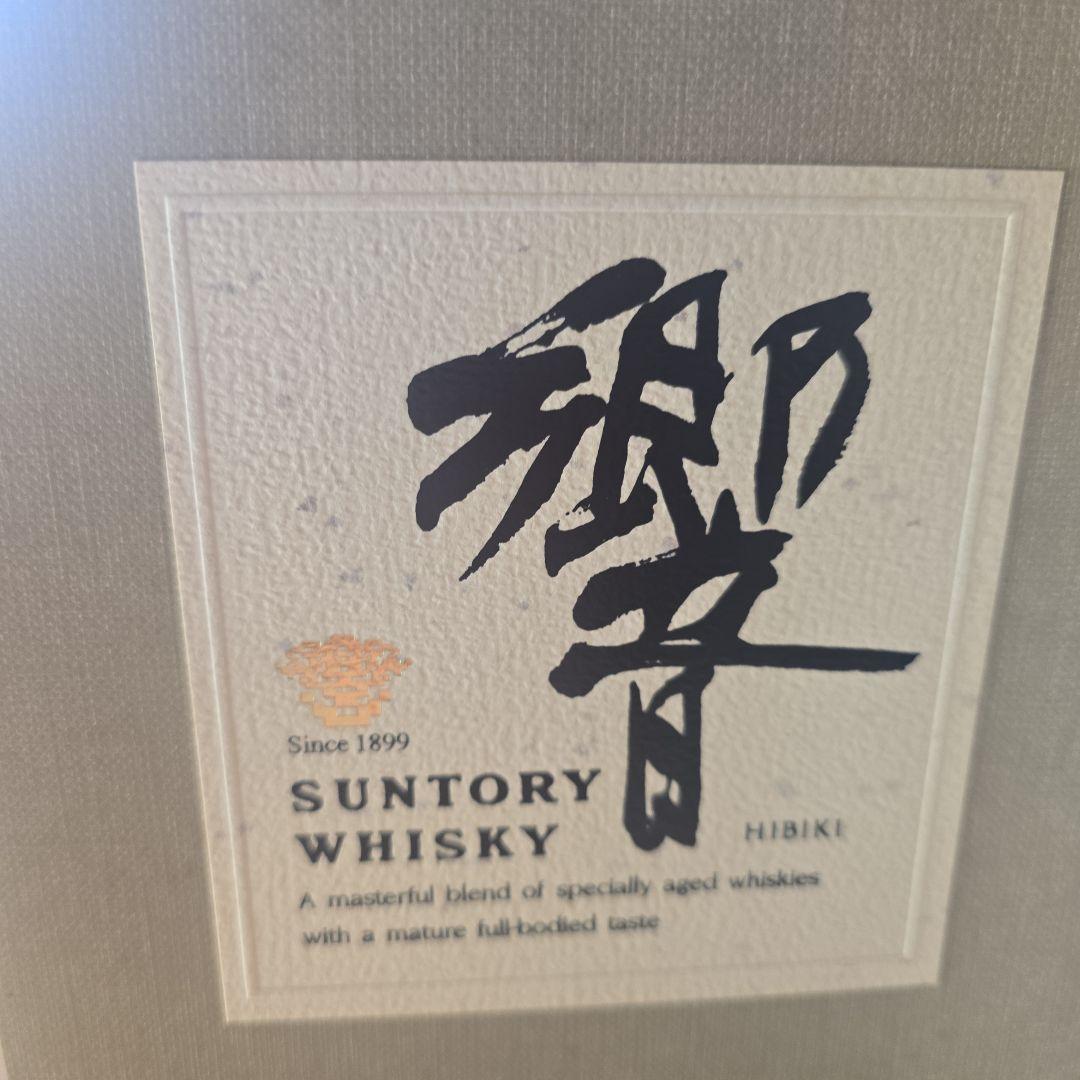 響
Since 1899
SUNTORY
WHISKY
HIBIKI
A masterful blend of specially aged whiskies
with a mature full-bodied taste